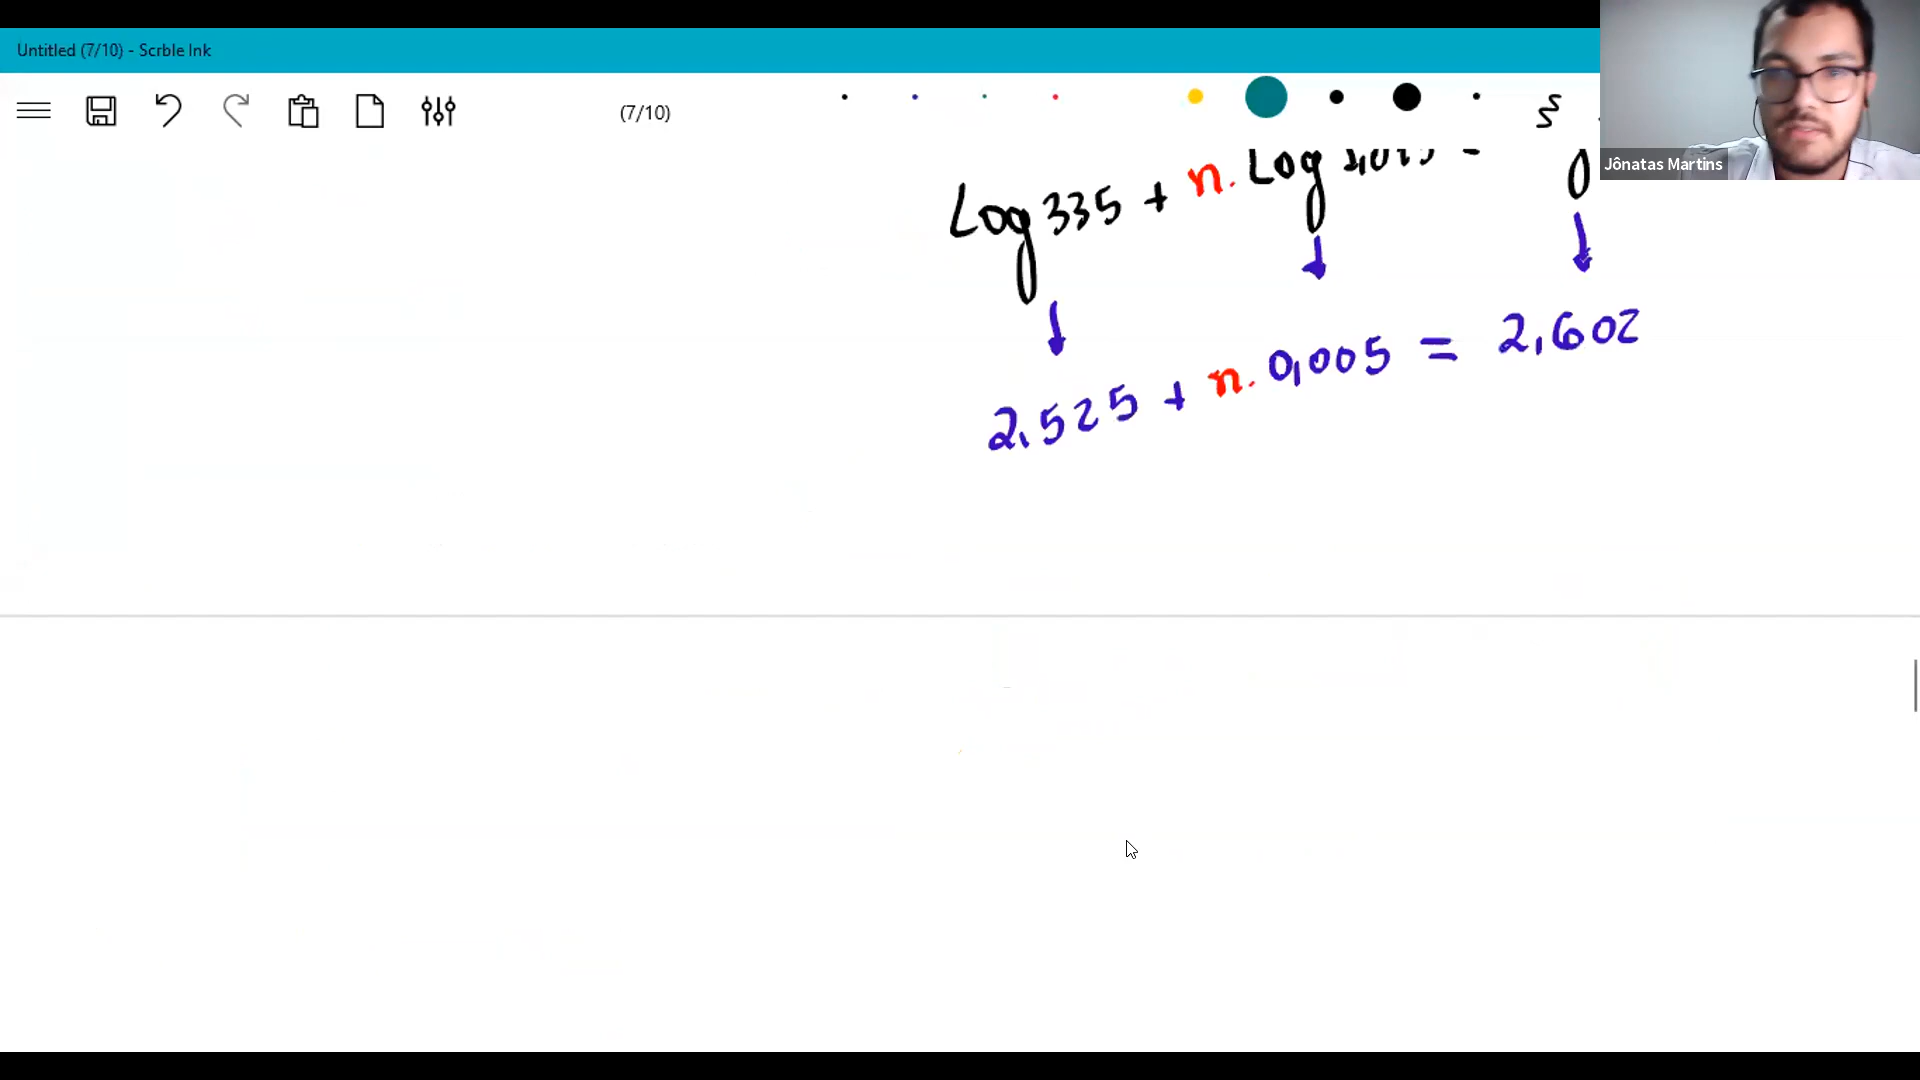 Untitled (7/10) - Scrble Ink
(7/10)
Jônatas Martins
Log 335 + n. Log
2,525 + n. 0,005 = 2,602